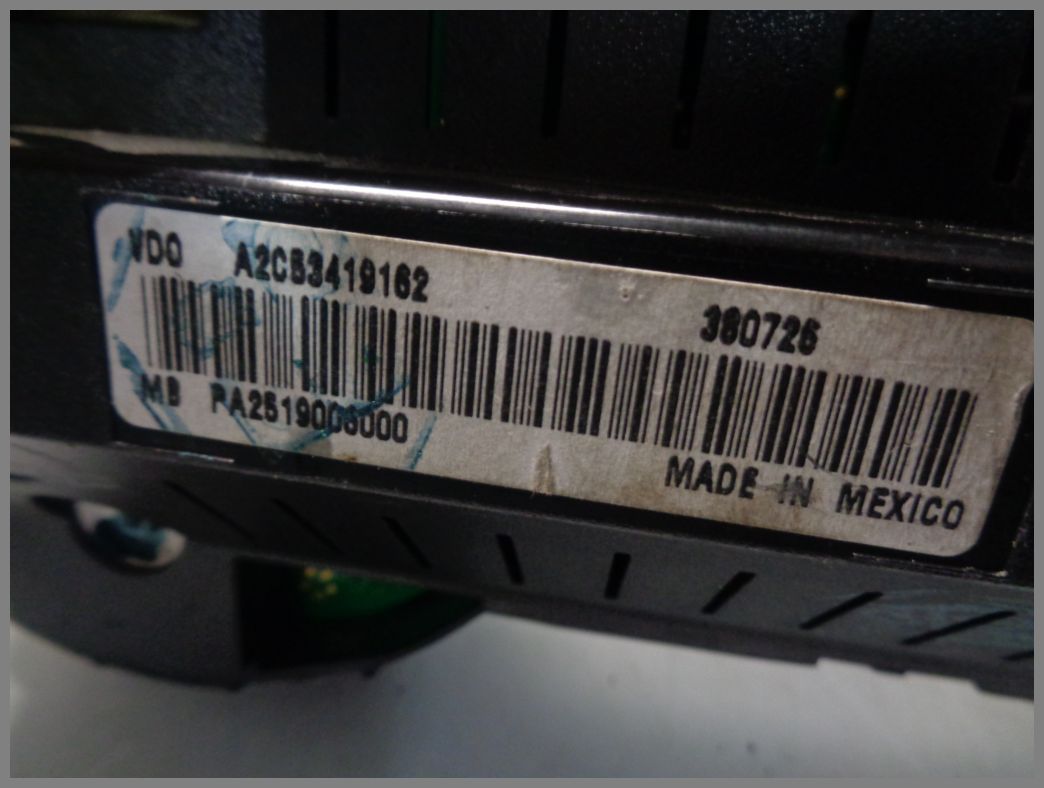 VDO A2C53419162
380726
MB PA2519006000
MADE IN MEXICO